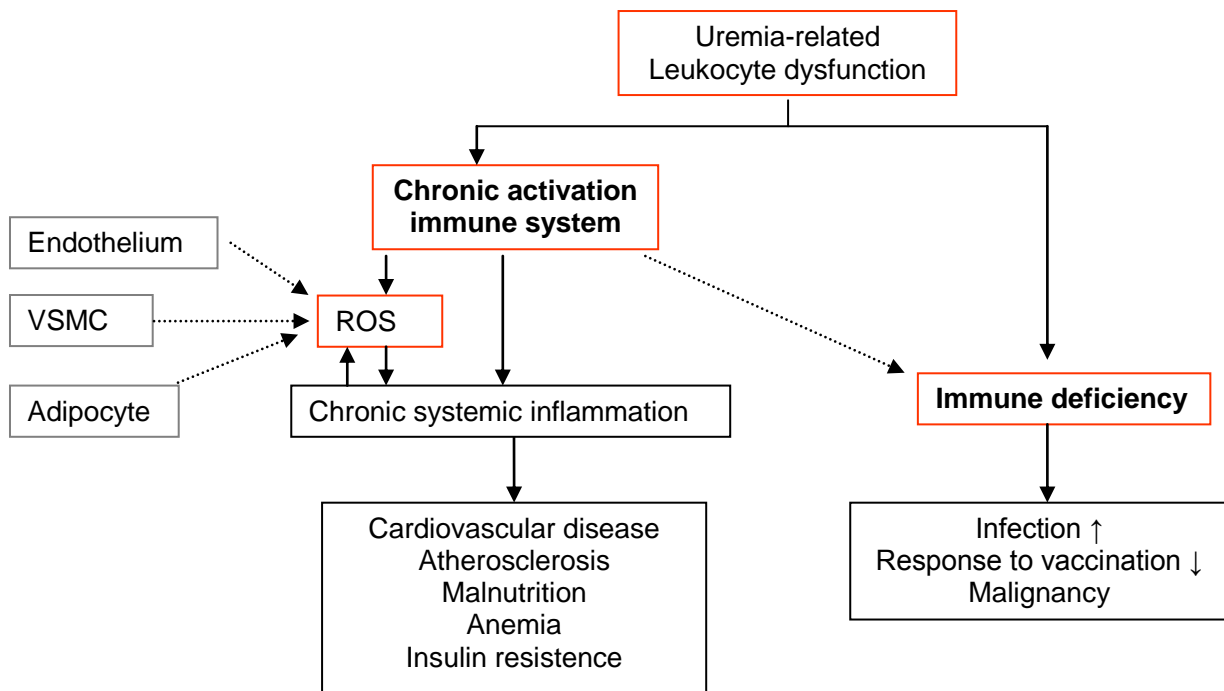 Uremia-related
Leukocyte dysfunction
Chronic activation
immune system
Endothelium
VSMC
ROS
Adipocyte
Chronic systemic inflammation
Immune deficiency
Cardiovascular disease
Atherosclerosis
Malnutrition
Anemia
Insulin resistence
Infection ↑
Response to vaccination ↓
Malignancy